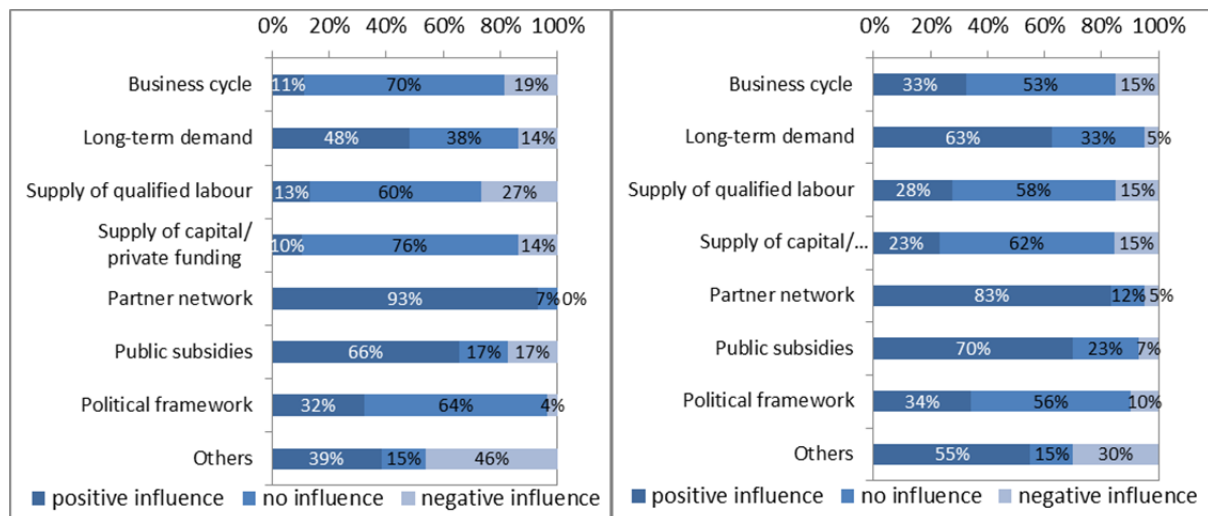 0% 20% 40% 60% 80% 100%
Business cycle 11% 70% 19%
Long-term demand 48% 38% 14%
Supply of qualified labour 13% 60% 27%
Supply of capital/
private funding 10% 76% 14%
Partner network 93% 7% 0%
Public subsidies 66% 17% 17%
Political framework 32% 64% 4%
Others 39% 15% 46%
positive influence no influence negative influence
0% 20% 40% 60% 80% 100%
Business cycle 33% 53% 15%
Long-term demand 63% 33% 5%
Supply of qualified labour 28% 58% 15%
Supply of capital/... 23% 62% 15%
Partner network 83% 12% 5%
Public subsidies 70% 23% 7%
Political framework 34% 56% 10%
Others 55% 15% 30%
positive influence no influence negative influence